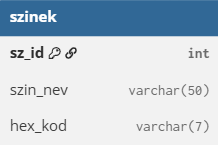 szinek
sz_id int
szin_nev varchar(50)
hex_kod varchar(7)